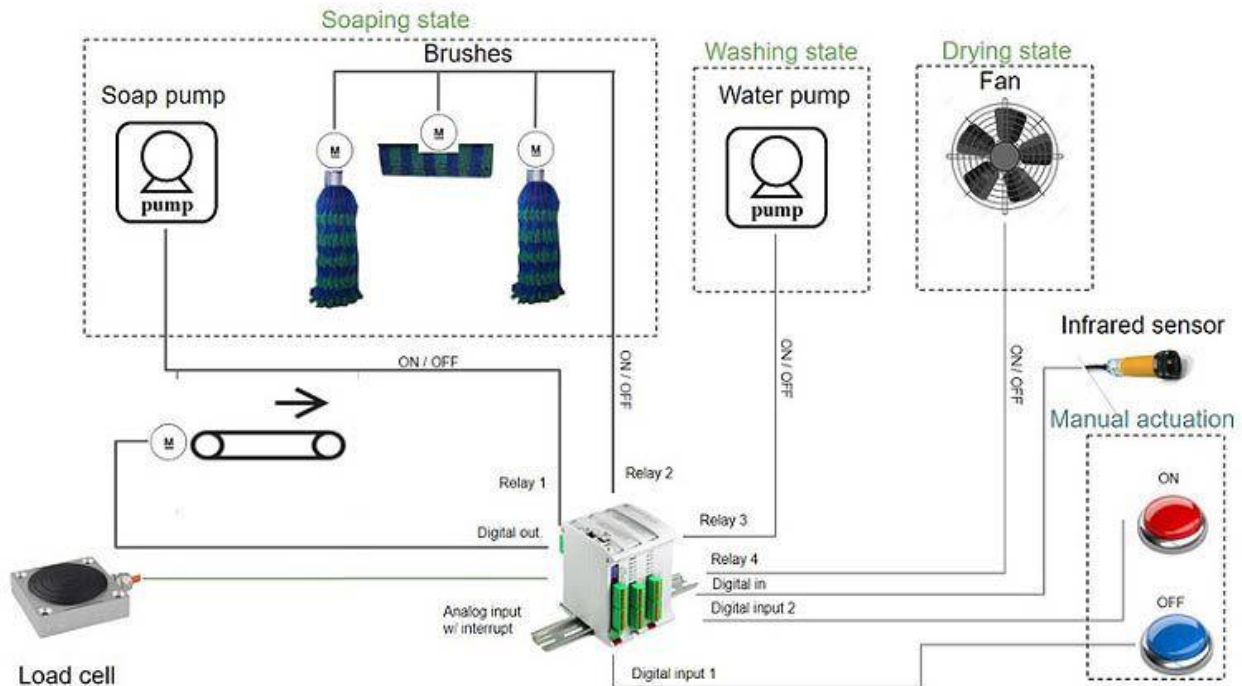 Soaping state
Brushes
Soap pump
M
M
M
pump
Washing state
Water pump
pump
Drying state
Fan
ON / OFF
ON / OFF
ON / OFF
ON / OFF
Infrared sensor
Manual actuation
ON
OFF
M
Relay 1
Relay 2
Relay 3
Relay 4
Digital out.
Digital in
Digital input 2
Analog input
w/ interrupt
Digital input 1
Load cell